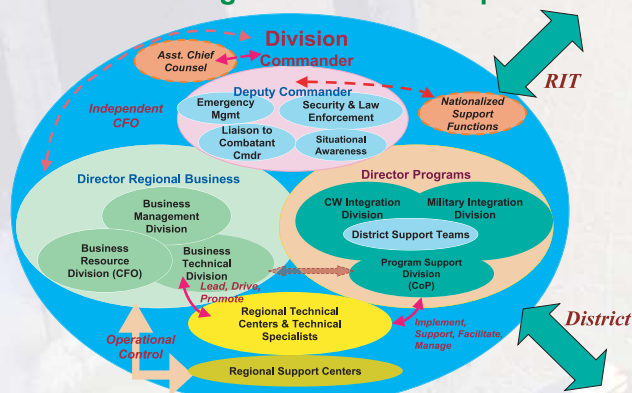 Division
Commander
Asst. Chief
Counsel
Independent
CFO
Deputy Commander
Emergency
Mgmt
Security & Law
Enforcement
Liaison to
Combatant
Cmdr
Situational
Awareness
Nationalized
Support
Functions
RIT
Director Regional Business
Business
Management
Division
Business
Resource
Division (CFO)
Business
Technical
Division
Director Programs
CW Integration
Division
Military Integration
Division
District Support Teams
Program Support
Division
(CoP)
Lead, Drive,
Promote
Regional Technical
Centers & Technical
Specialists
Implement,
Support, Facilitate,
Manage
Operational
Control
Regional Support Centers
District